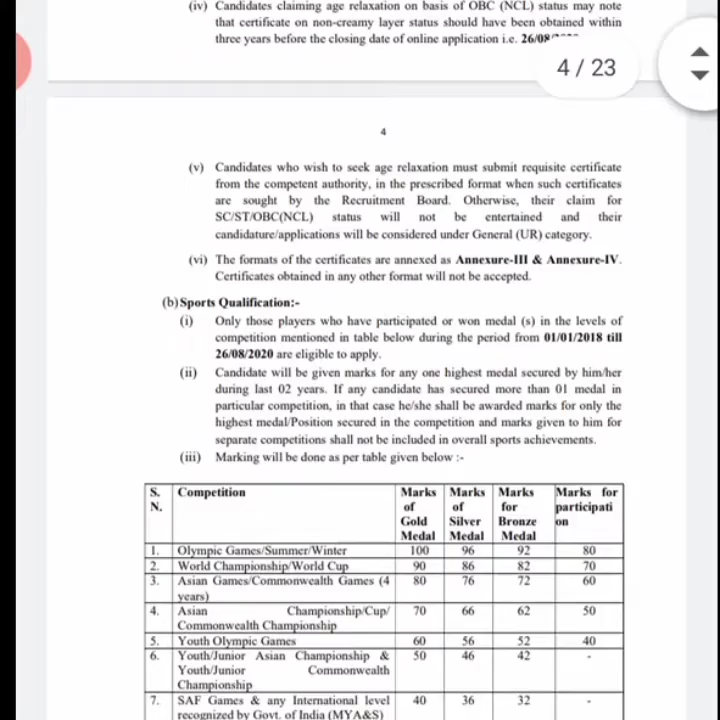 (iv) Candidates claiming age relaxation on basis of OBC (NCL) status may note
that certificate on non-creamy layer status should have been obtained within
three years before the closing date of online application i.e. 26/08
4 / 23
4
(v) Candidates who wish to seek age relaxation must submit requisite certificate
from the competent authority, in the prescribed format when such certificates
are sought by the Recruitment Board. Otherwise, their claim for
SC/ST/OBC(NCL) status will not be entertained and their
candidature/applications will be considered under General (UR) category.
(vi) The formats of the certificates are annexed as Annexure-III & Annexure-IV.
Certificates obtained in any other format will not be accepted.
(b) Sports Qualification:-
(i) Only those players who have participated or won medal (s) in the levels of
competition mentioned in table below during the period from 01/01/2018 till
26/08/2020 are eligible to apply.
(ii) Candidate will be given marks for any one highest medal secured by him/her
during last 02 years. If any candidate has secured more than 01 medal in
particular competition, in that case he/she shall be awarded marks for only the
highest medal/Position secured in the competition and marks given to him for
separate competitions shall not be included in overall sports achievements.
(iii) Marking will be done as per table given below :-
S. Competition Marks Marks Marks Marks for
N. of of for participati
Gold Silver Bronze on
Medal Medal Medal
1. Olympic Games/Summer/Winter 100 96 92 80
2. World Championship/World Cup 90 86 82 70
3. Asian Games/Commonwealth Games (4 80 76 72 60
years)
4. Asian Championship/Cup/ 70 66 62 50
Commonwealth Championship
5. Youth Olympic Games 60 56 52 40
6. Youth/Junior Asian Championship & 50 46 42 -
Youth/Junior Commonwealth
Championship
7. SAF Games & any International level 40 36 32 -
recognized by Govt. of India (MYA&S)